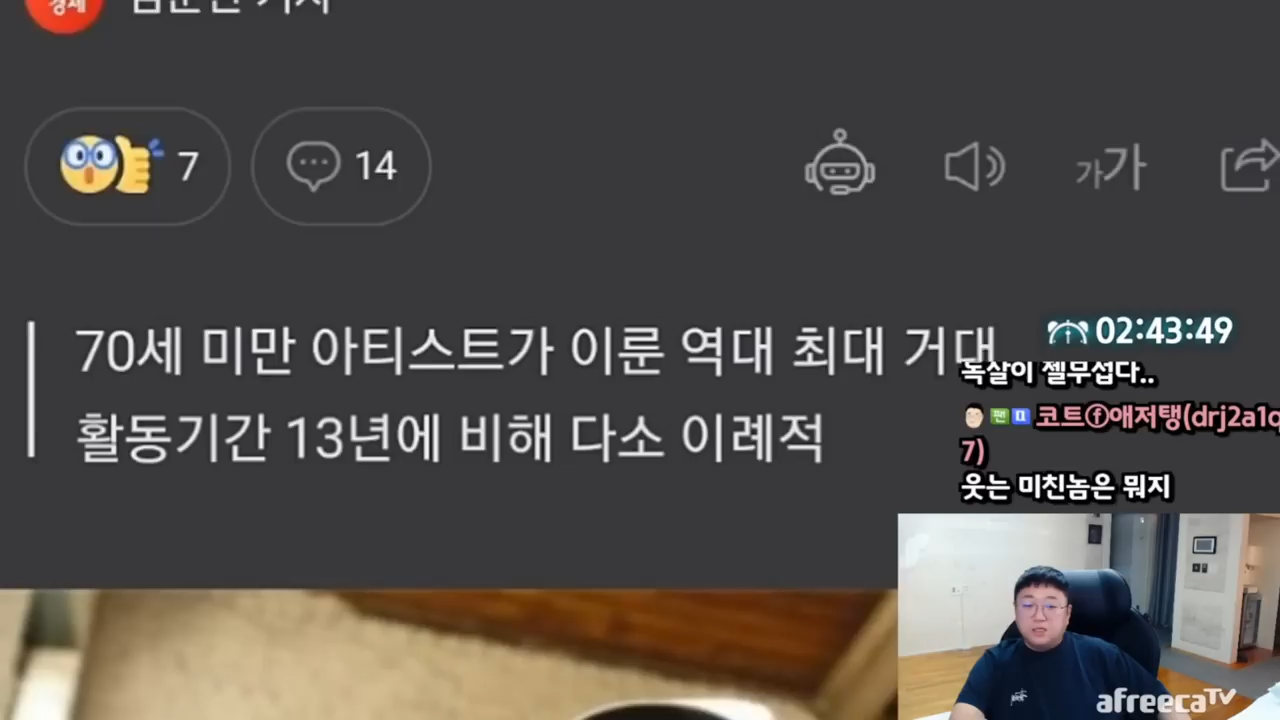 경제
7
14
가가
70세 미만 아티스트가 이룬 역대 최대 거대
활동기간 13년에 비해 다소 이례적
02:43:49
독살이 젤무섭다..
팬 코트ⓕ애저탱(drj2a1q
7)
웃는 미친놈은 뭐지
afreecaTV